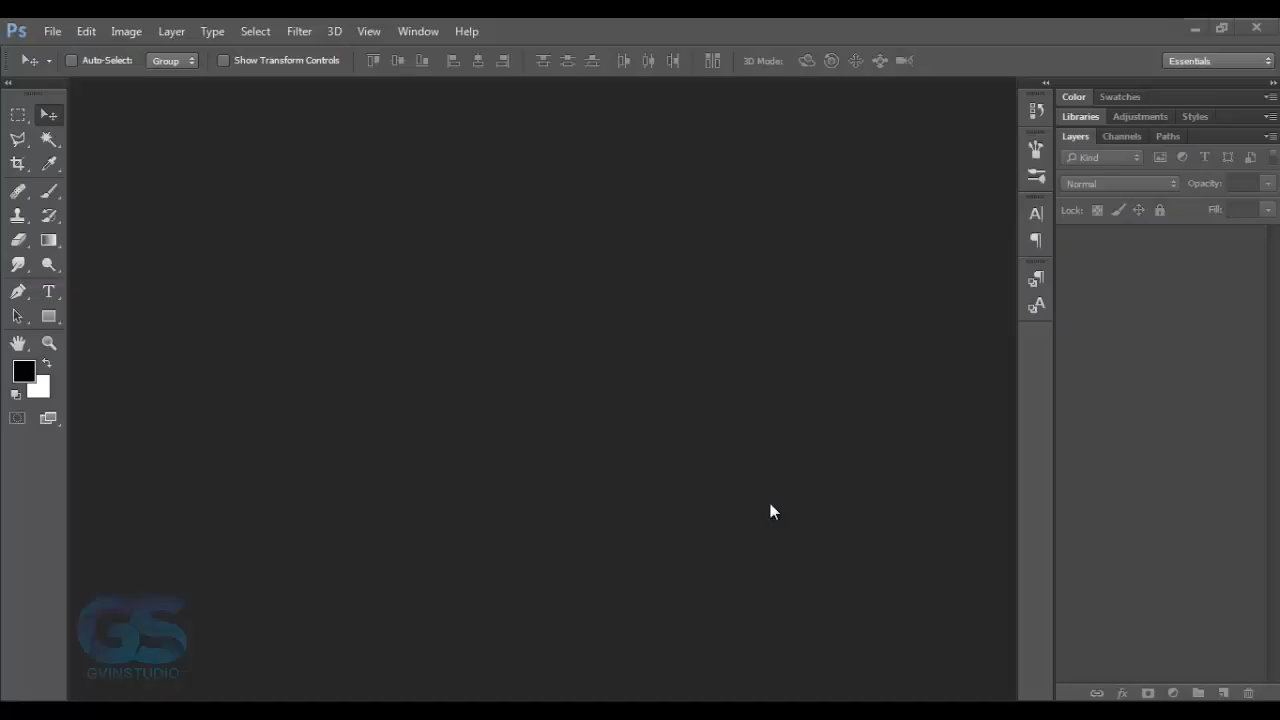 Ps File Edit Image Layer Type Select Filter 3D View Window Help
Auto-Select: Group Show Transform Controls 3D Mode: Essentials
Color Swatches
Libraries Adjustments Styles
Layers Channels Paths
Kind
Normal Opacity:
Lock: Fill:
GS
GVINSTUDIO